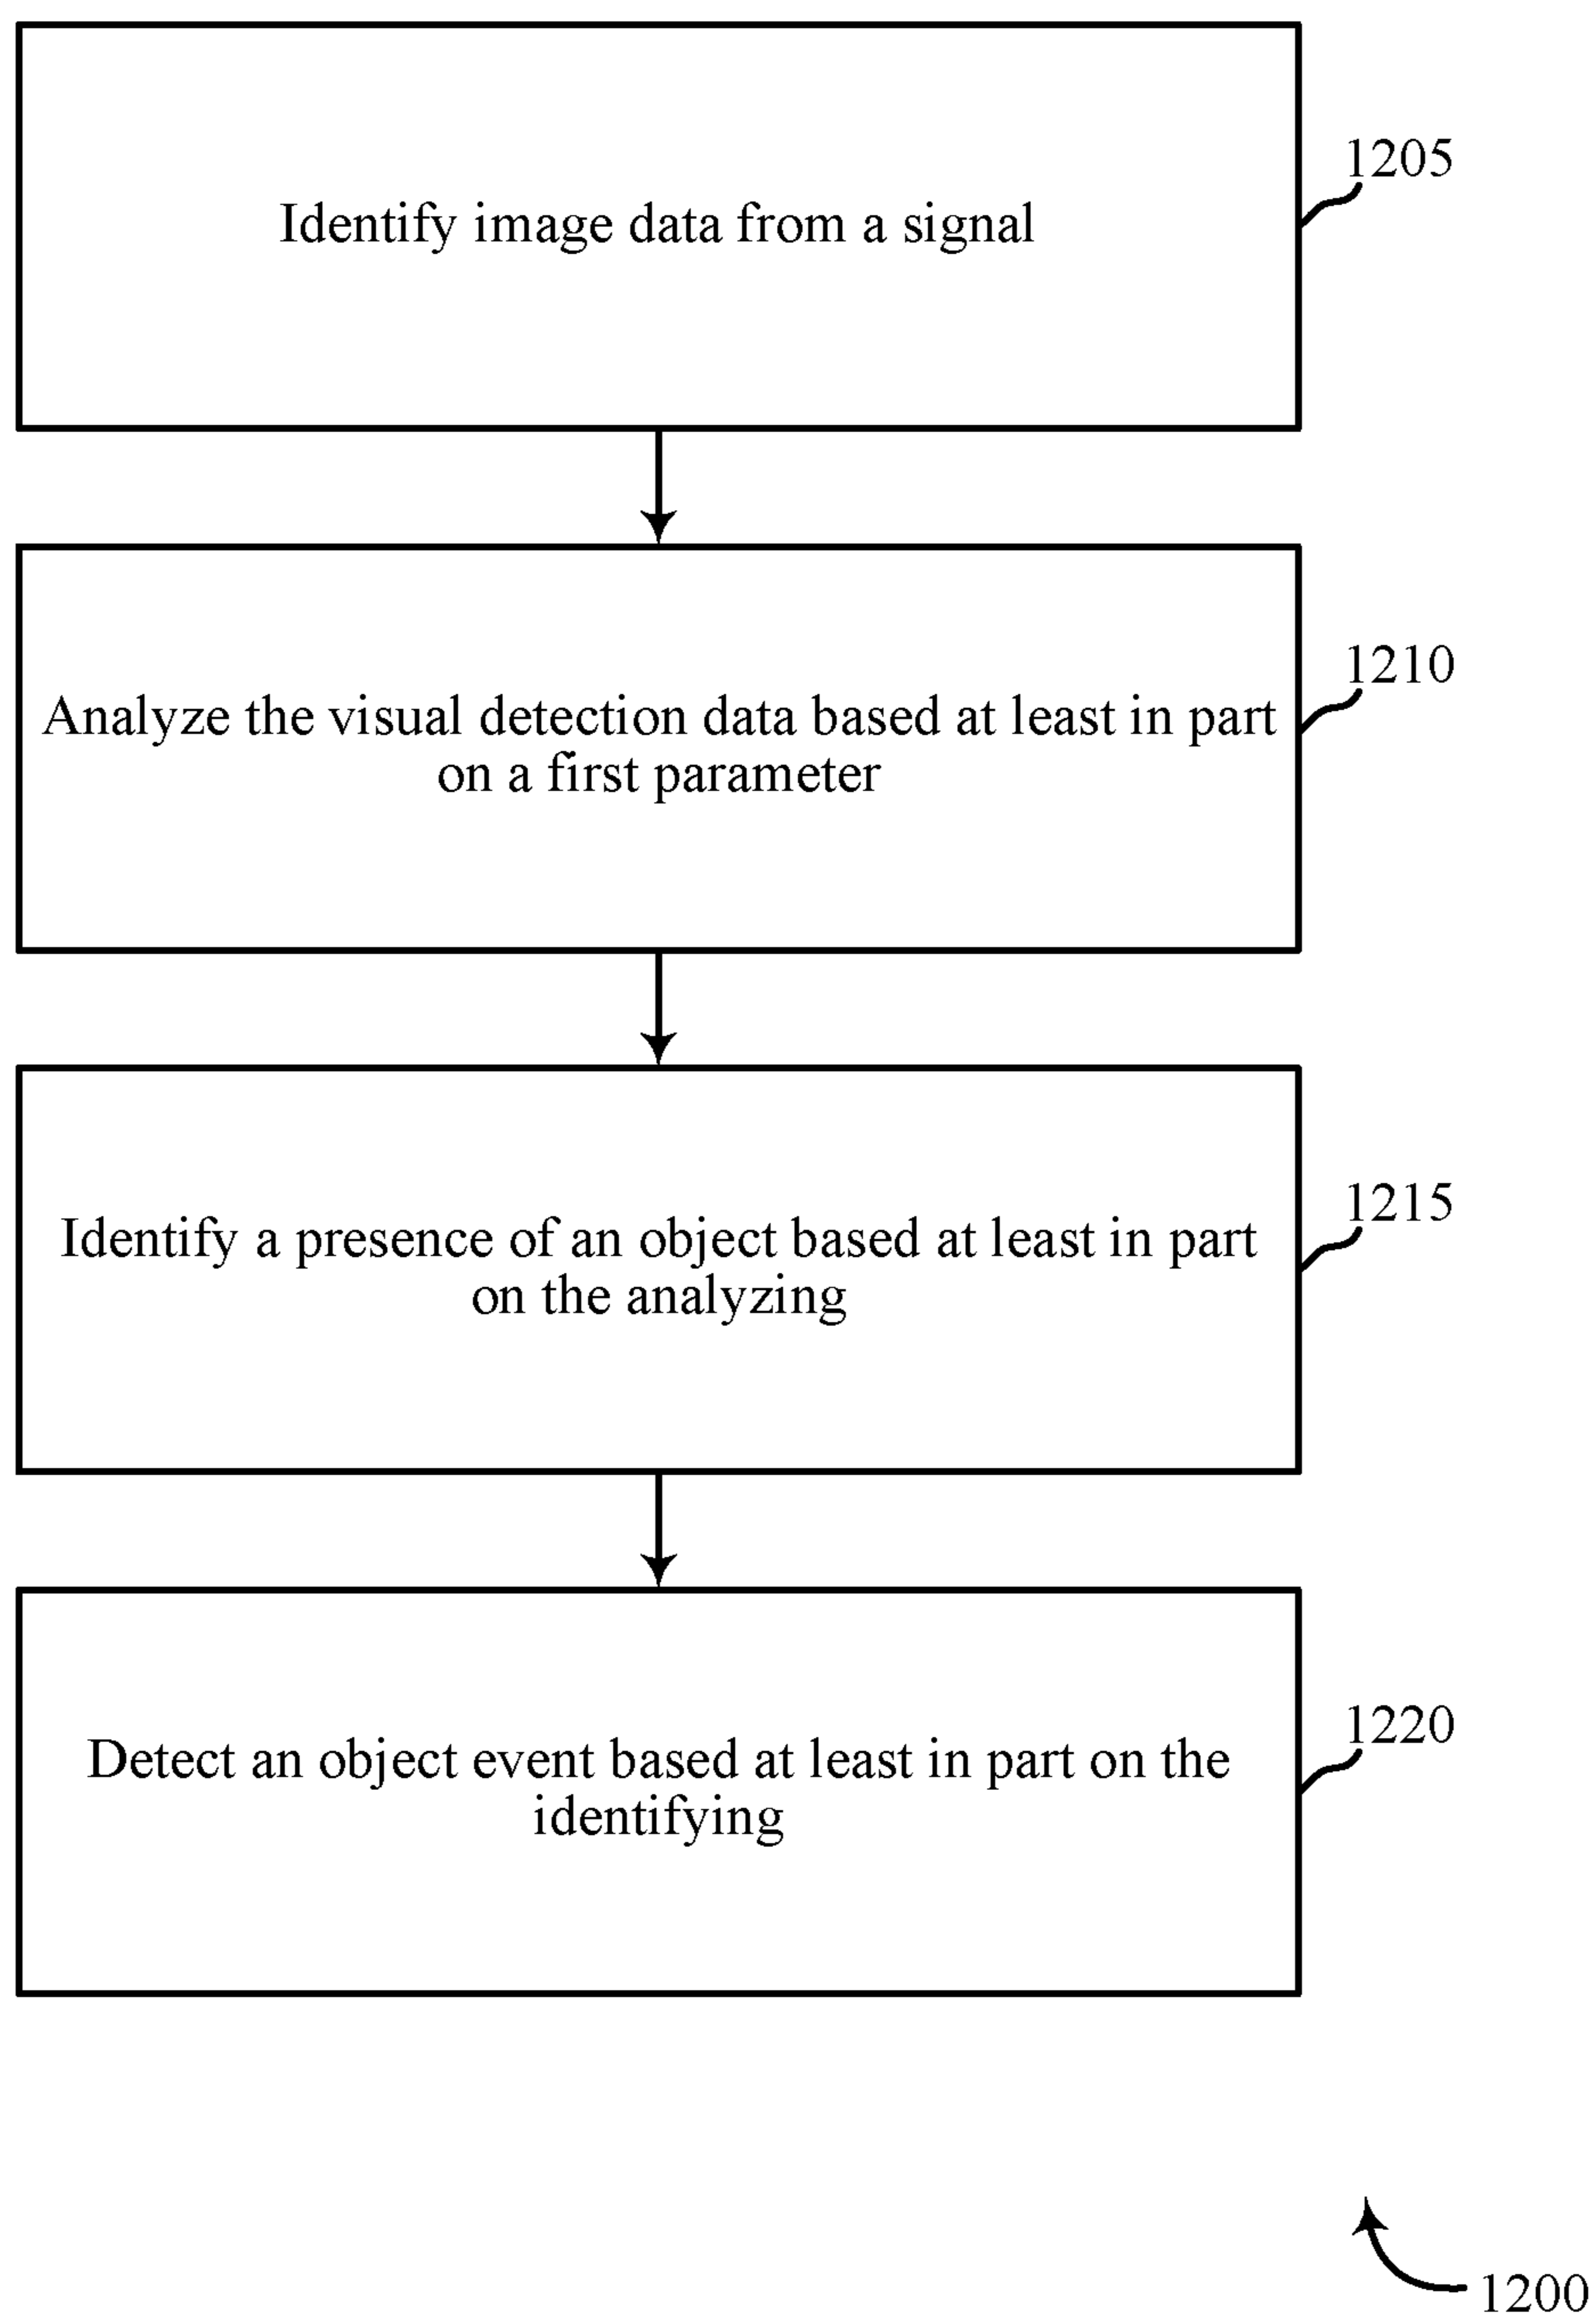 Identify image data from a signal
1205
Analyze the visual detection data based at least in part
on a first parameter
1210
Identify a presence of an object based at least in part
on the analyzing
1215
Detect an object event based at least in part on the
identifying
1220
1200